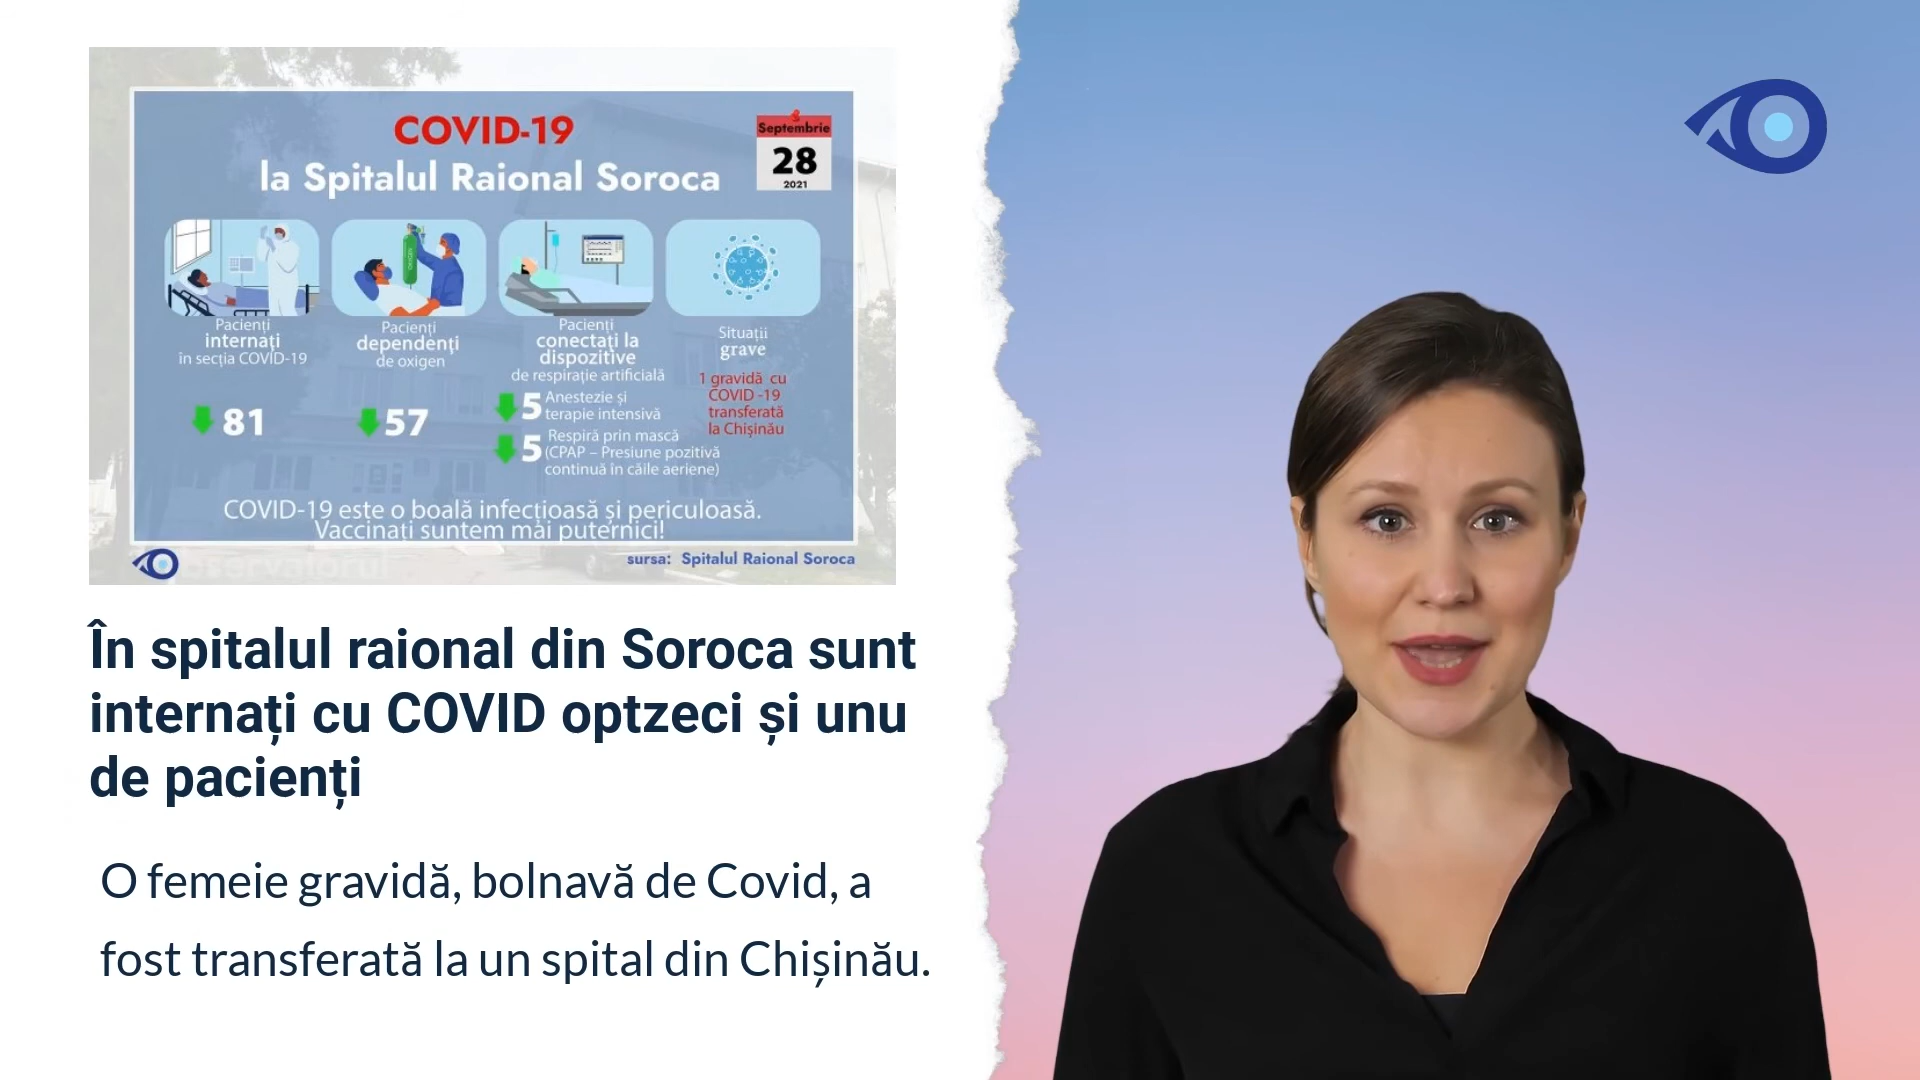 COVID-19
la Spitalul Raional Soroca
Septembrie
28
2021
Pacienți
internați
în secția COVID-19
81
Pacienți
dependenți
de oxigen
57
Pacienți
conectați la
dispozitive
de respirație artificială
5 Anestezie și
terapie intensivă
5 Respiră prin mască
(CPAP – Presiune pozitivă
continuă în căile aeriene)
Situații
grave
1 gravidă cu
COVID -19
transferată
la Chișinău
COVID-19 este o boală infecțioasă și periculoasă.
Vaccinați suntem mai puternici!
sursa: Spitalul Raional Soroca
În spitalul raional din Soroca sunt
internați cu COVID optzeci și unu
de pacienți
O femeie gravidă, bolnavă de Covid, a
fost transferată la un spital din Chișinău.